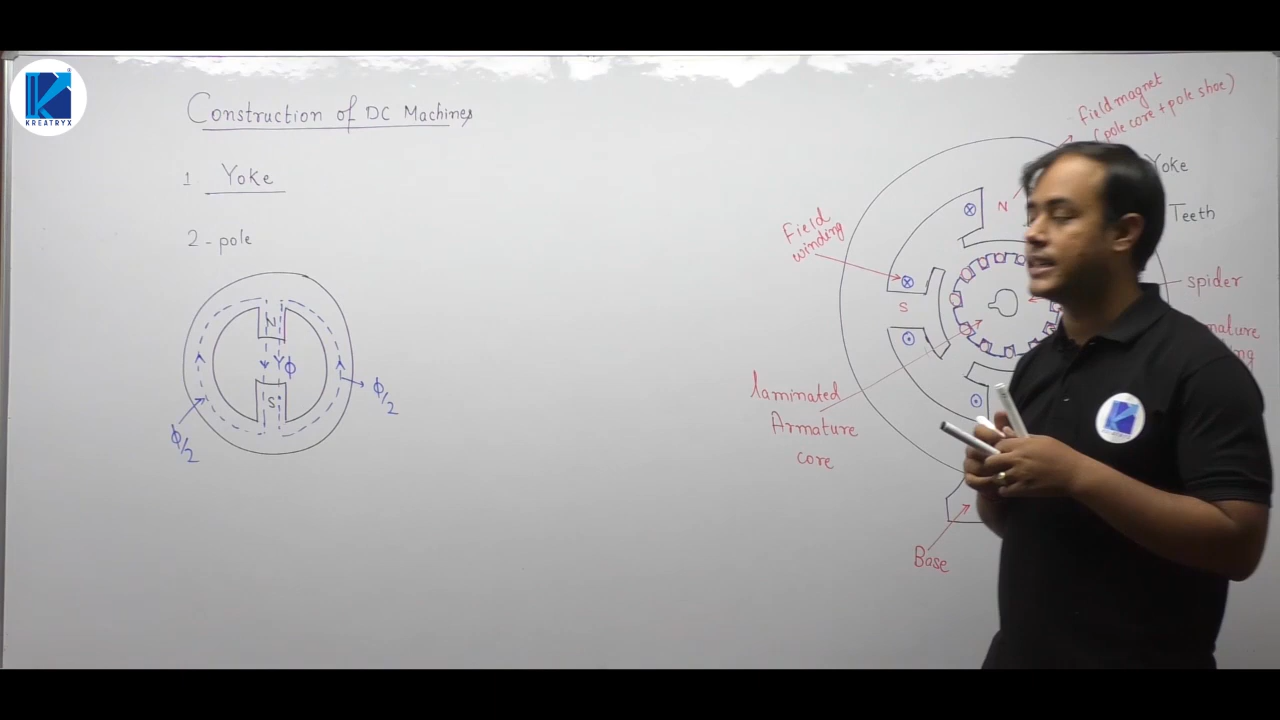 KREATRYX
Construction of DC Machines
1 Yoke
2 - pole
N
ϕ
S
ϕ/2
ϕ/2
Field magnet
(pole core + pole shoe)
Yoke
Teeth
N
Field
winding
S
spider
laminated
Armature
core
Base